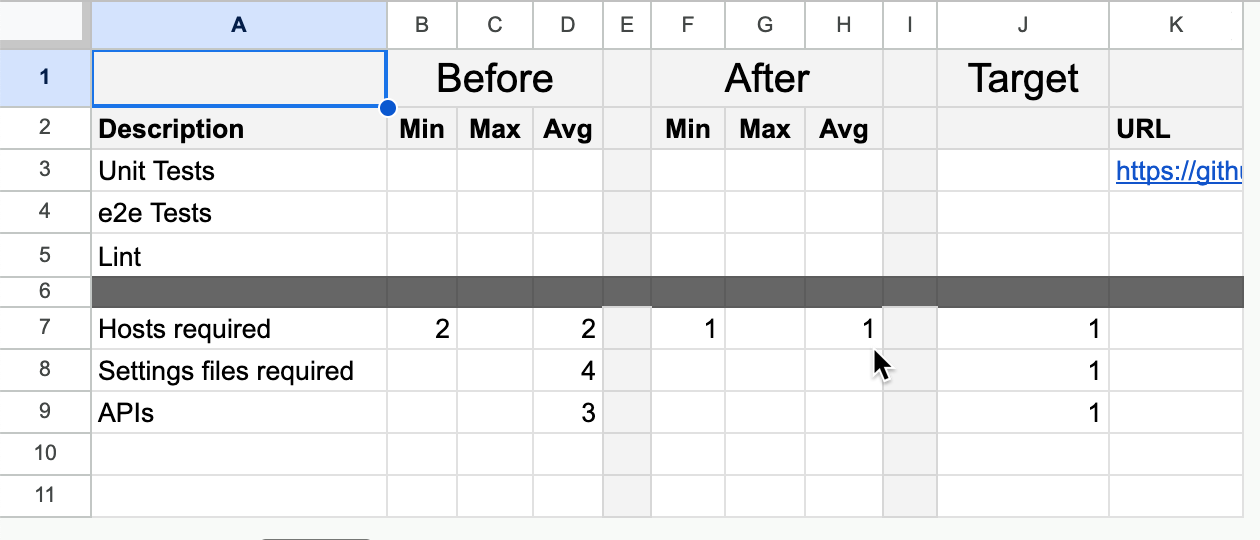 A B C D E F G H I J K
1 Before After Target
2 Description Min Max Avg Min Max Avg URL
3 Unit Tests https://gith
4 e2e Tests
5 Lint
6
7 Hosts required 2 2 1 1 1
8 Settings files required 4 1
9 APIs 3 1
10
11